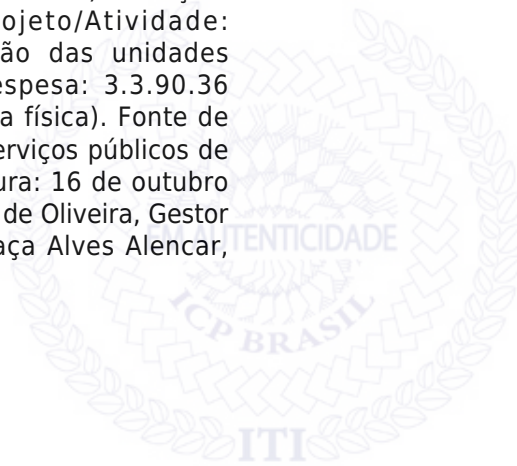 ojeto/Atividade:
ão das unidades
espesa: 3.3.90.36
a física). Fonte de
erviços públicos de
ura: 16 de outubro
de Oliveira, Gestor
aça Alves Alencar,
EM AUTENTICIDADE
ICP BRASIL
ITI